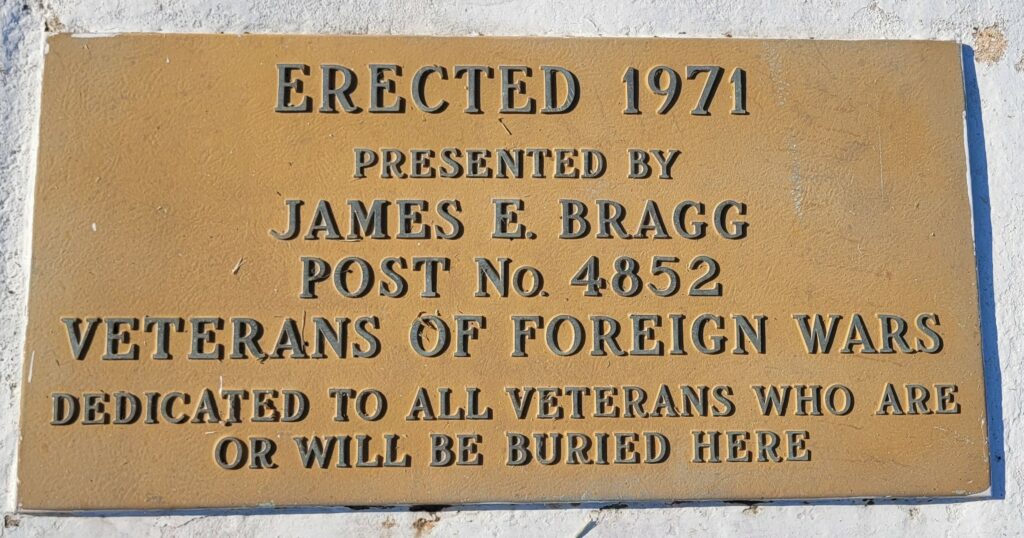 ERECTED 1971
PRESENTED BY
JAMES E. BRAGG
POST No. 4852
VETERANS OF FOREIGN WARS
DEDICATED TO ALL VETERANS WHO ARE
OR WILL BE BURIED HERE